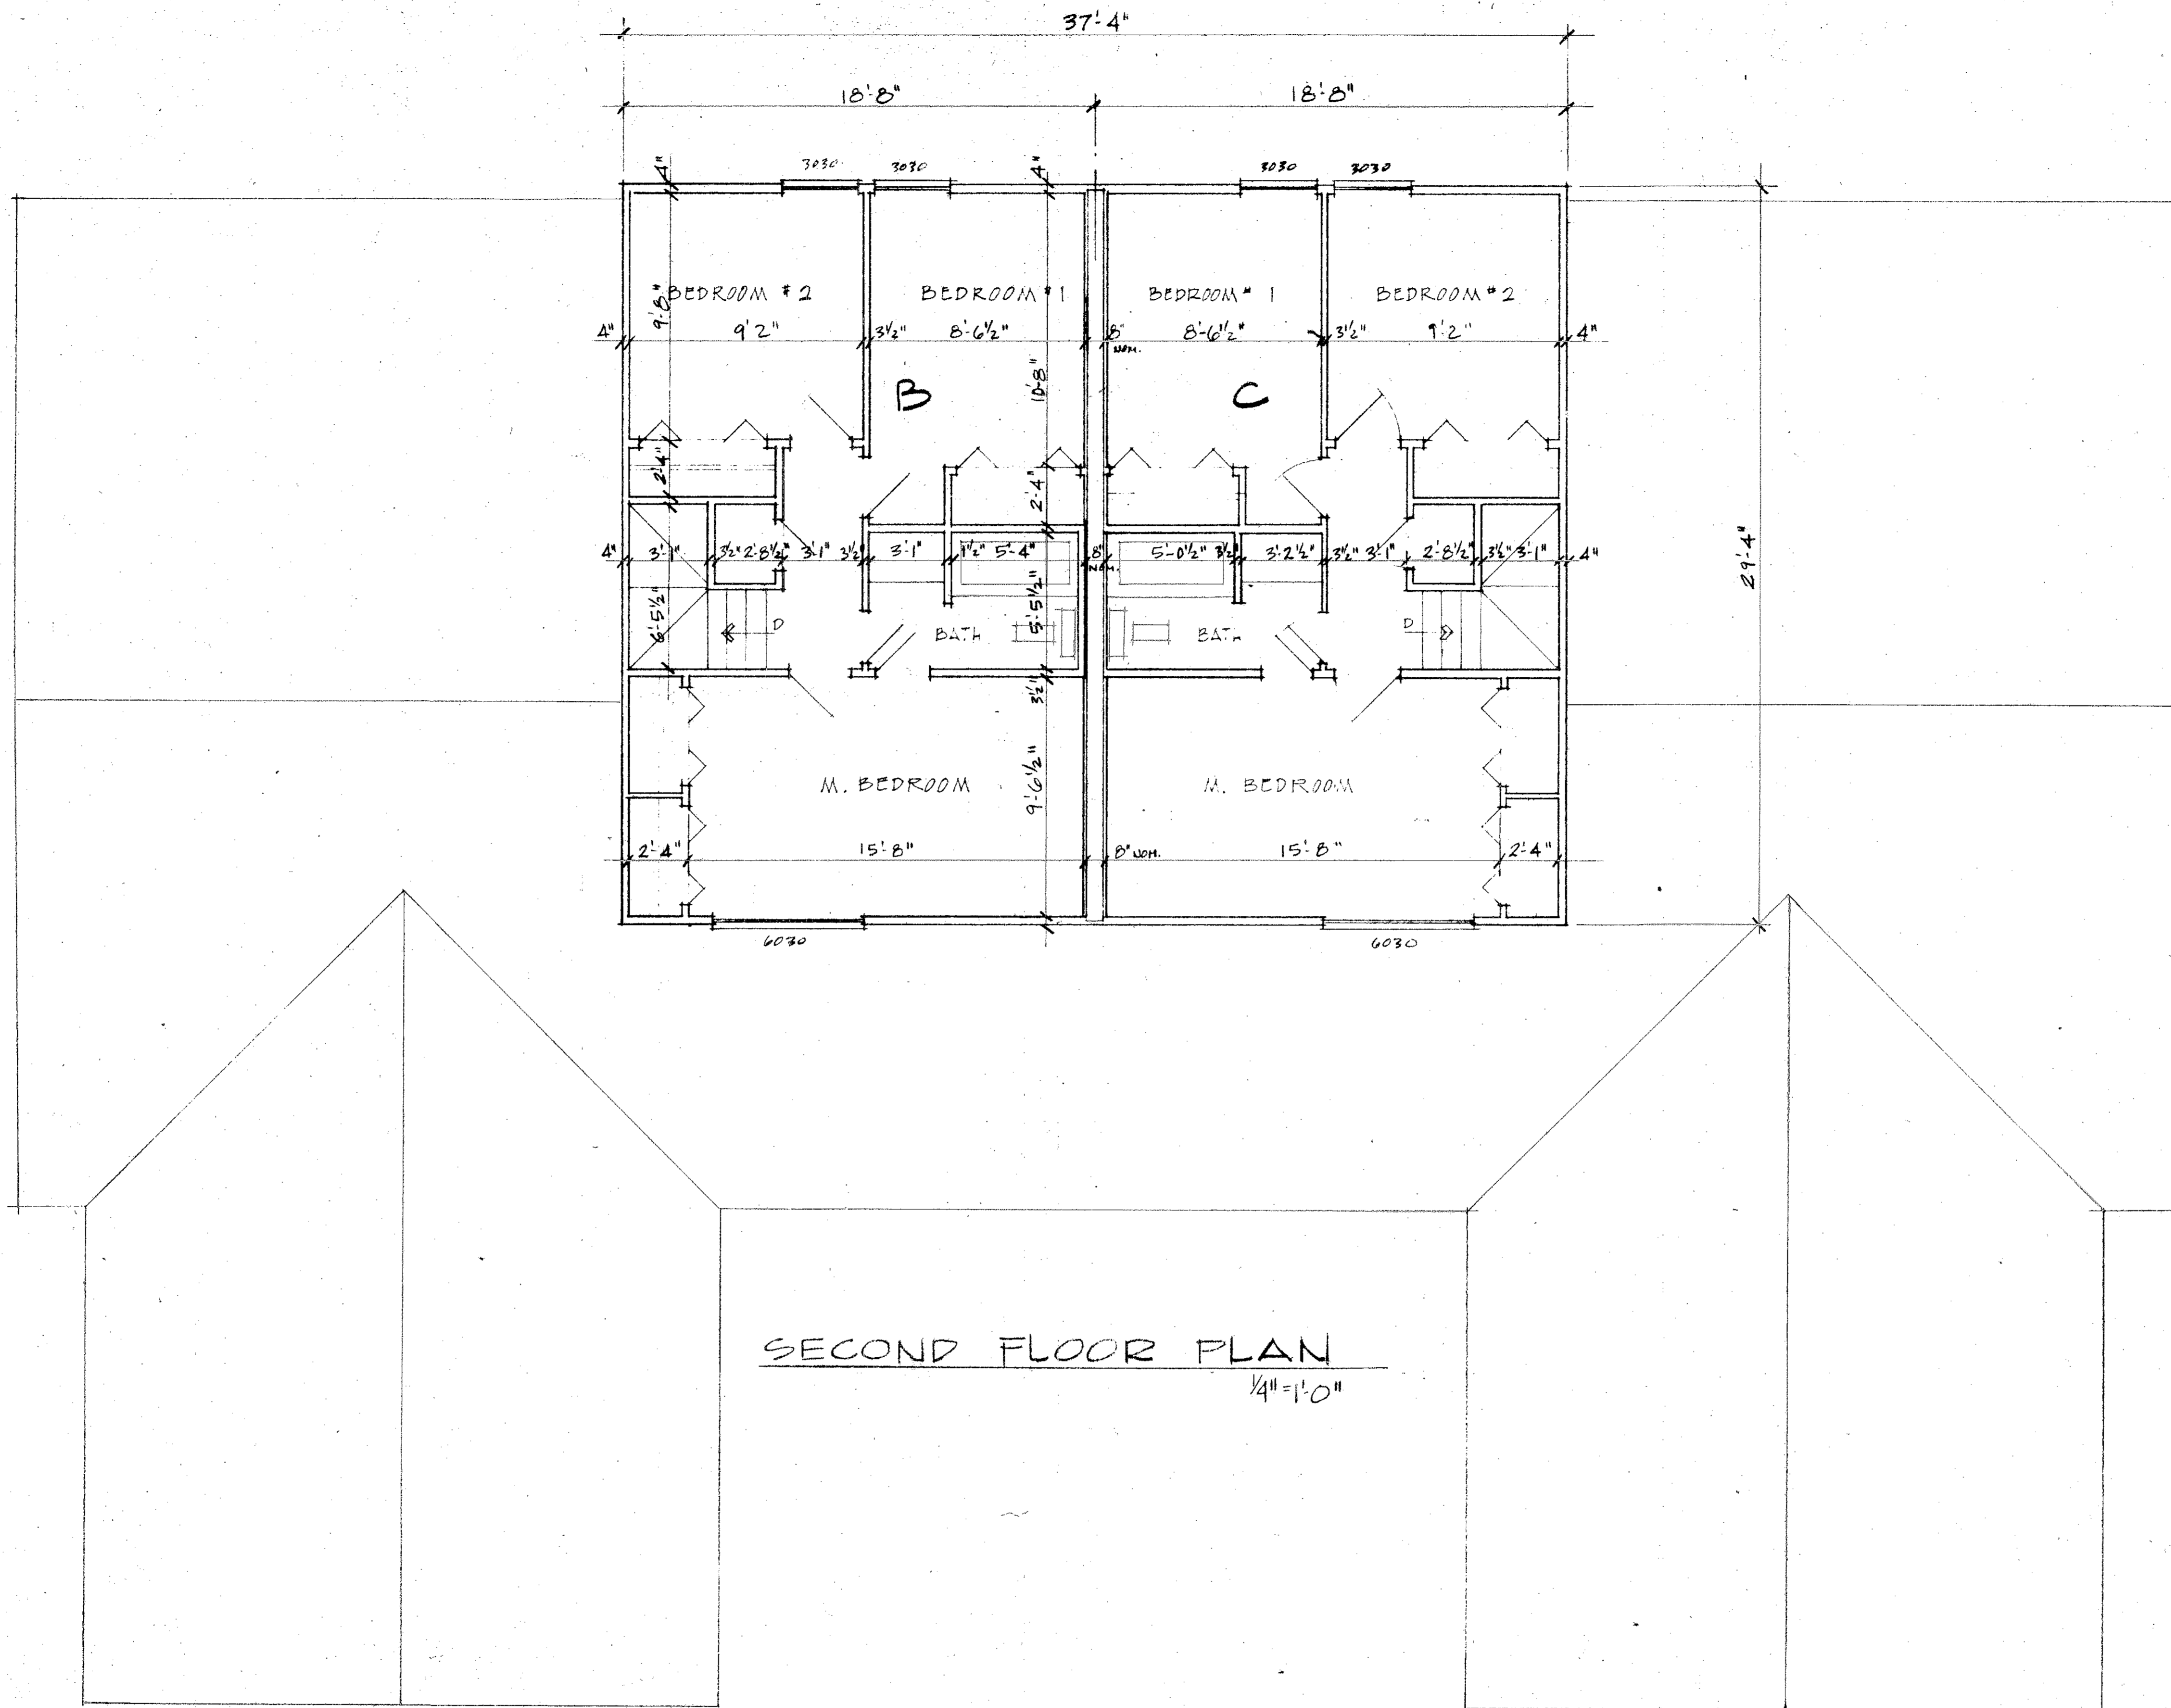 37'-4"
18'-8" 18'-8"
4" 3030 3030 4" 3030 3030
BEDROOM #2 BEDROOM #1 BEDROOM # 1 BEDROOM #2
9'-8"
4" 9'2" 3½" 8'-6½" 8" NOM. 8'-6½" 3½" 9'2" 4"
10'-8"
B C
2'-4" 2'-4"
29'-4"
4" 3'-1" 3½" 2'-8½" 3'-1" 3½" 3'-1" 1½" 5'-4" 8" NOM. 5'-0½" 3½" 3'-2½" 3½" 3'-1" 2'-8½" 3½" 3'-1" 4"
6'-5½" 5'-5½"
D BATH BATH D
3½"
M. BEDROOM M. BEDROOM
9'-6½"
2'-4" 15'-8" 8" NOM. 15'-8" 2'-4"
6030 6030
SECOND FLOOR PLAN
¼"=1'-0"